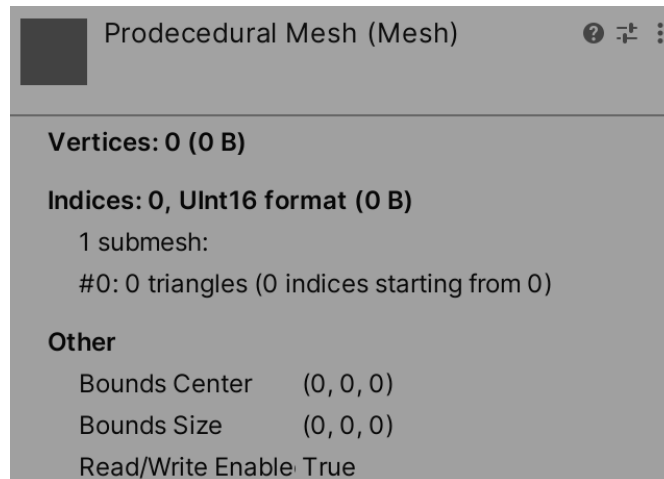 Prodecedural Mesh (Mesh)
Vertices: 0 (0 B)
Indices: 0, UInt16 format (0 B)
1 submesh:
#0: 0 triangles (0 indices starting from 0)
Other
Bounds Center (0, 0, 0)
Bounds Size (0, 0, 0)
Read/Write Enable True